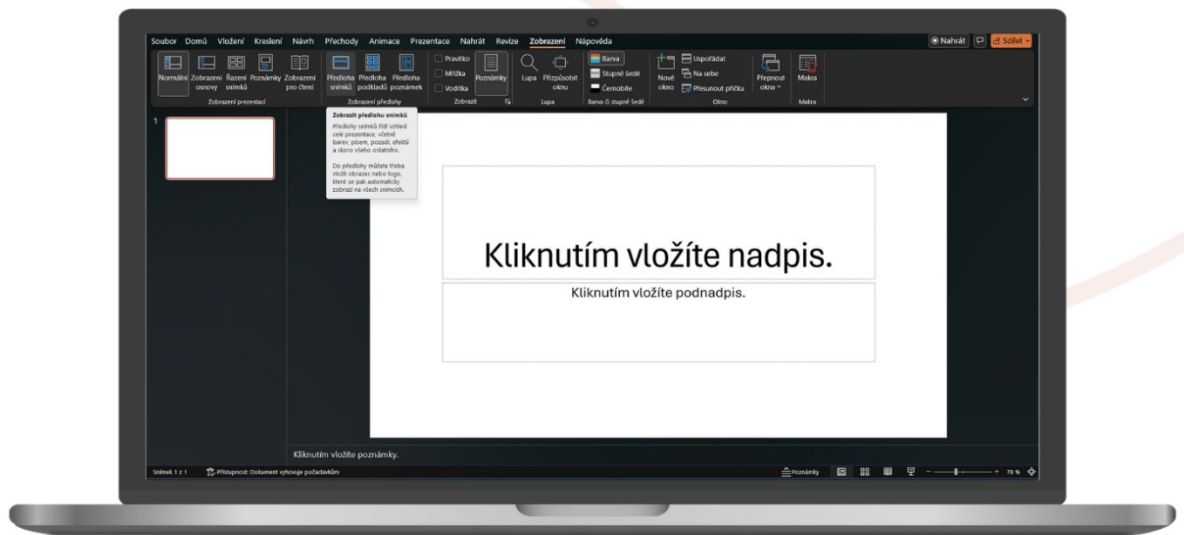 Soubor Domů Vložení Kreslení Návrh Přechody Animace Prezentace Nahrát Revize Zobrazení Nápověda
Nahrát Sdílet
Normální Zobrazení osnovy Řazení snímků Poznámky Zobrazení pro čtení
Zobrazení prezentací
Předloha snímků Předloha podkladů Předloha poznámek
Zobrazení předlohy
Pravítko
Mřížka
Vodítka
Poznámky
Zobrazit
Lupa Přizpůsobit oknu
Lupa
Barva
Stupně šedé
Černobíle
Barva či stupně šedé
Nové okno
Uspořádat
Na sebe
Přesunout příčku
Přepnout okna
Okno
Makra
Makra
Zobrazit předlohu snímků
Předlohy snímků řídí vzhled
celé prezentace, včetně
barev, písem, pozadí, efektů
a skoro všeho ostatního.
Do předlohy můžete třeba
vložit obrazec nebo logo,
které se pak automaticky
zobrazí na všech snímcích.
1
Kliknutím vložíte nadpis.
Kliknutím vložíte podnadpis.
Kliknutím vložíte poznámky.
Snímek 1 z 1 Přístupnost: Dokument vyhovuje požadavkům
Poznámky
78 %